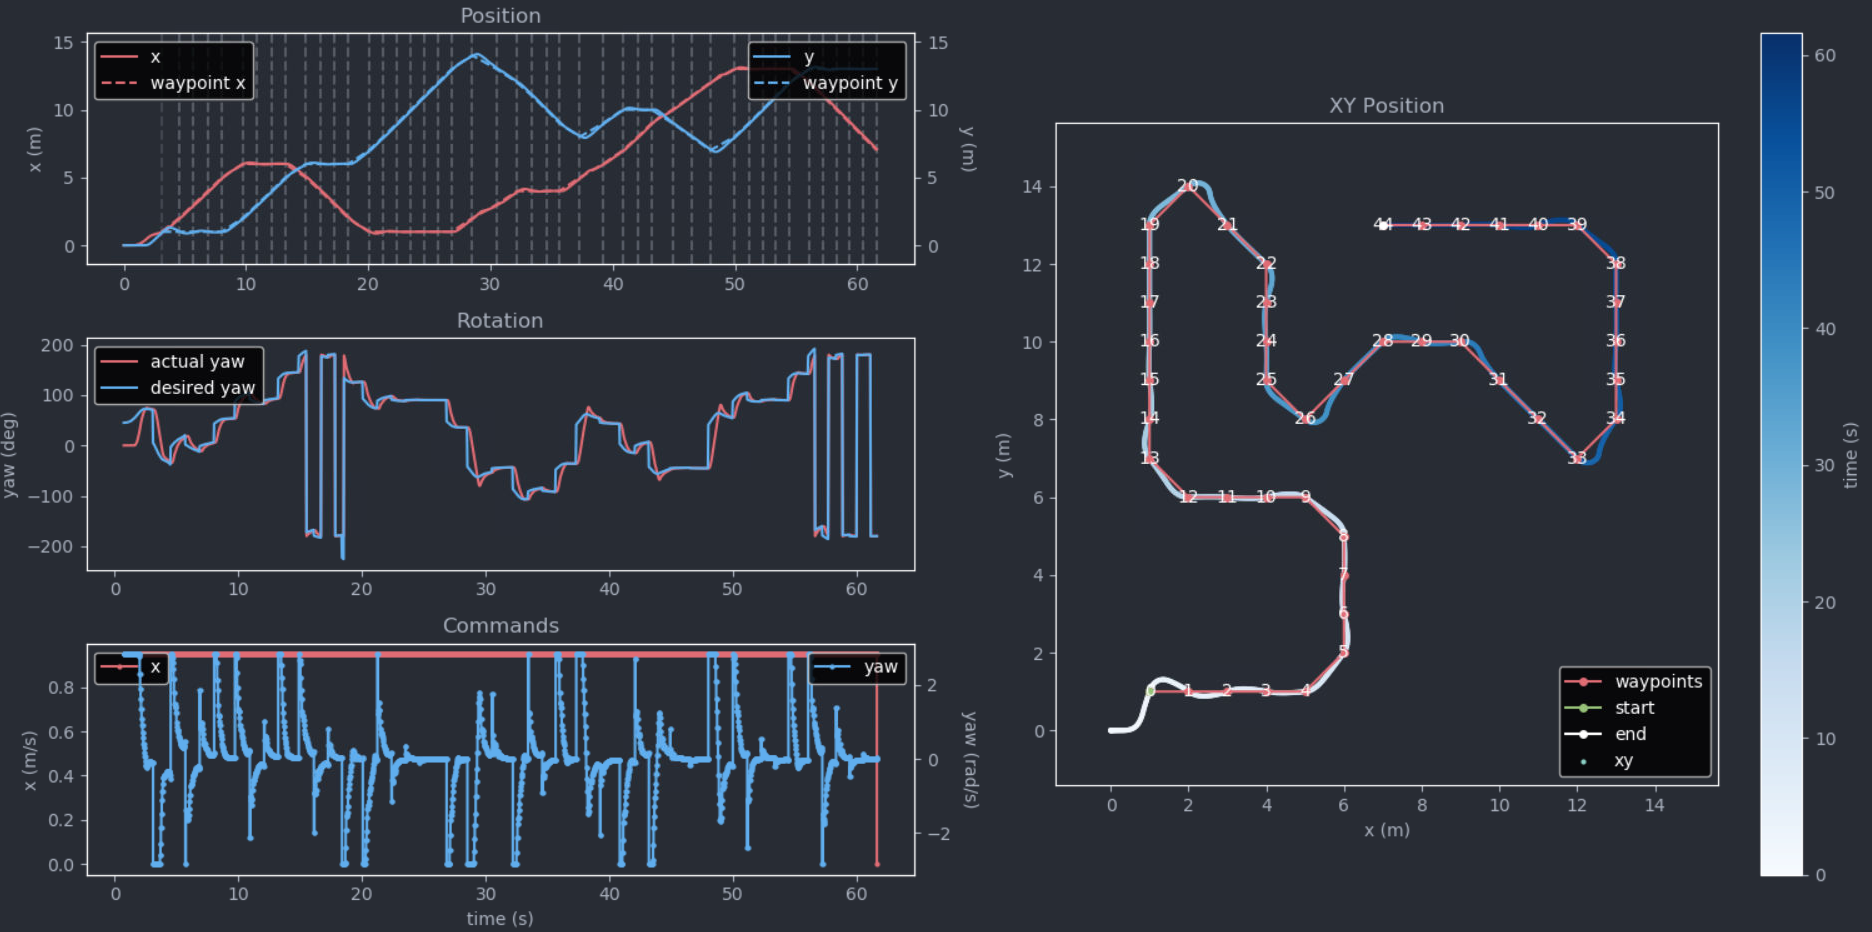 Position
15
10
5
0
x (m)
x
waypoint x
y
waypoint y
15
10
5
0
y (m)
0 10 20 30 40 50 60
Rotation
200
100
0
−100
−200
yaw (deg)
actual yaw
desired yaw
0 10 20 30 40 50 60
Commands
0.8
0.6
0.4
0.2
0.0
x (m/s)
x
yaw
2
0
−2
yaw (rad/s)
0 10 20 30 40 50 60
time (s)
XY Position
14
12
10
8
6
4
2
0
y (m)
20
19 21 44 43 42 41 40 39
18 22 38
17 23 37
16 24 28 29 30 36
15 25 27 31 35
14 26 32 34
13 33
12 11 10 9
8
7
6
5
1 2 3 4
waypoints
start
end
xy
0 2 4 6 8 10 12 14
x (m)
60
50
40
30
20
10
0
time (s)